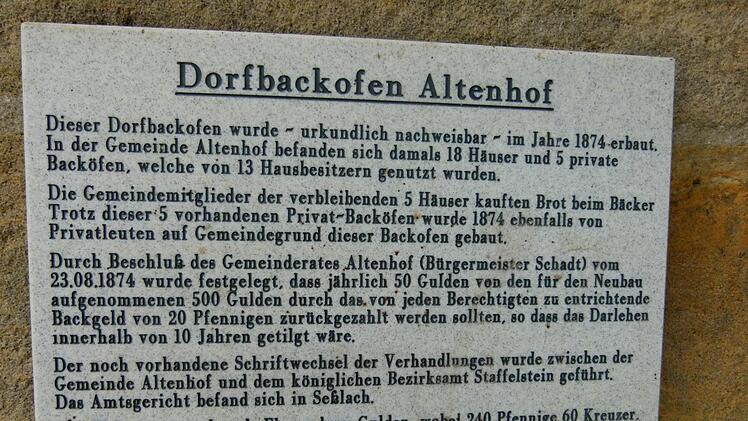 Dorfbackofen Altenhof
Dieser Dorfbackofen wurde - urkundlich nachweisbar - im Jahre 1874 erbaut.
In der Gemeinde Altenhof befanden sich damals 18 Häuser und 5 private
Backöfen, welche von 13 Hausbesitzern genutzt wurden.
Die Gemeindemitglieder der verbleibenden 5 Häuser kauften Brot beim Bäcker
Trotz dieser 5 vorhandenen Privat-Backöfen wurde 1874 ebenfalls von
Privatleuten auf Gemeindegrund dieser Backofen gebaut.
Durch Beschluß des Gemeinderates Altenhof (Bürgermeister Schadt) vom
23.08.1874 wurde festgelegt, dass jährlich 50 Gulden von den für den Neubau
aufgenommenen 500 Gulden durch das von jeden Berechtigten zu entrichtende
Backgeld von 20 Pfennigen zurückgezahlt werden sollten, so dass das Darlehen
innerhalb von 10 Jahren getilgt wäre.
Der noch vorhandene Schriftwechsel der Verhandlungen wurde zwischen der
Gemeinde Altenhof und dem königlichen Bezirksamt Staffelstein geführt.
Das Amtsgericht befand sich in Seßlach.
Gulden, wobei 240 Pfennige 60 Kreuzer,